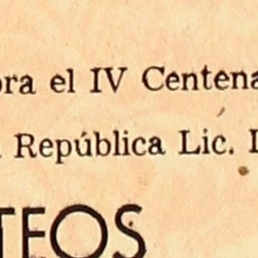 ora el IV Centena
República Lic. 
TEOS